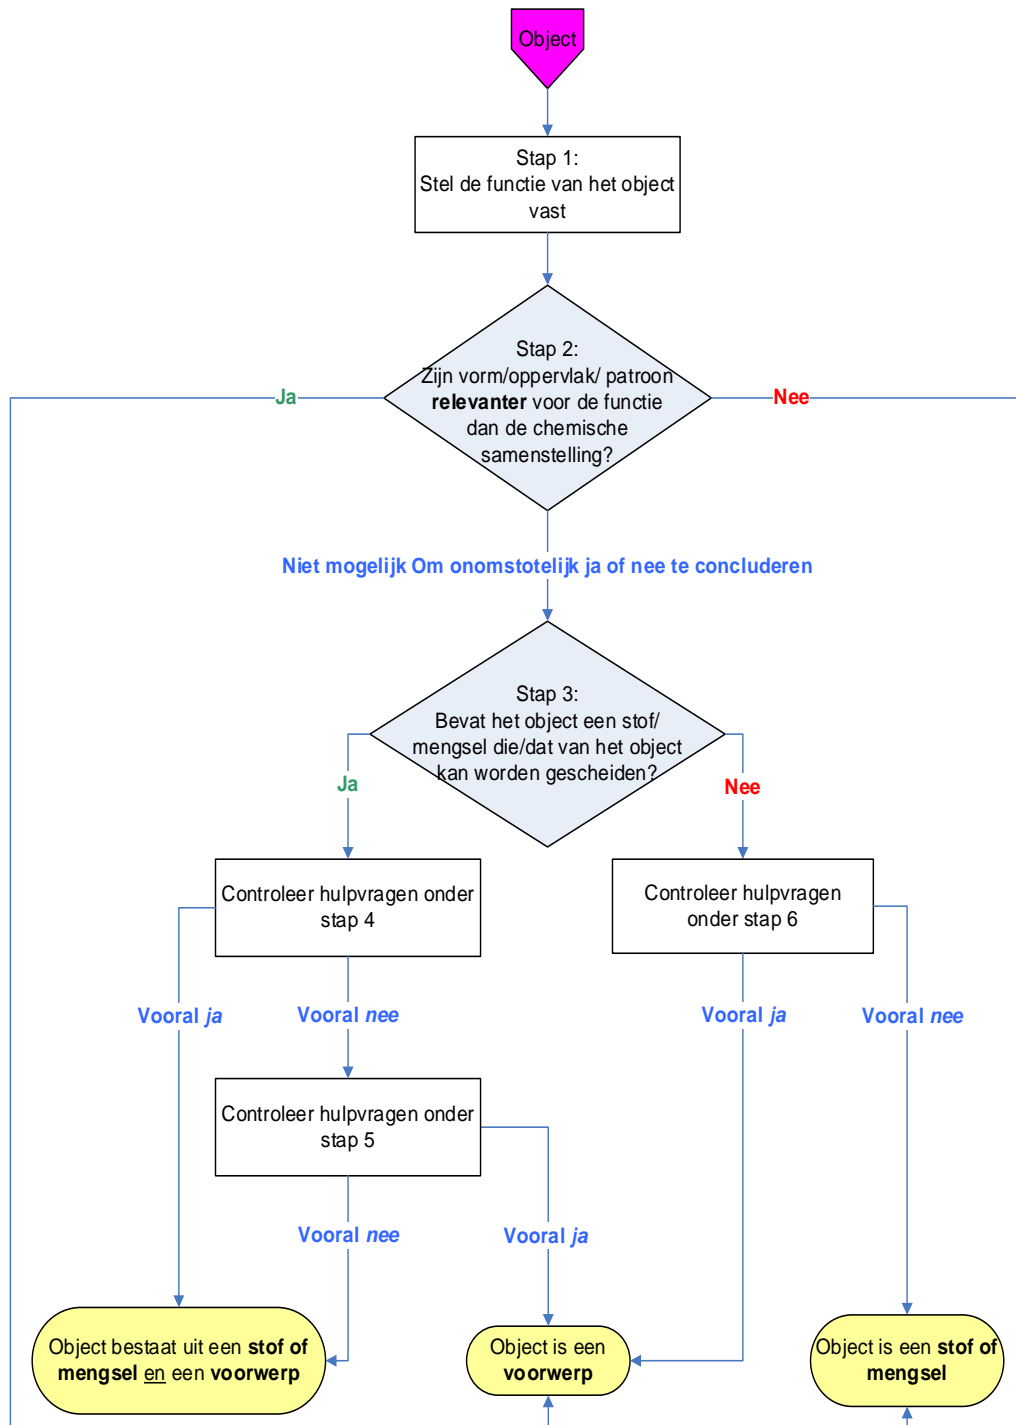 Object
Stap 1:
Stel de functie van het object
vast
Stap 2:
Zijn vorm/oppervlak/ patroon
relevanter voor de functie
dan de chemische
samenstelling?
Ja
Nee
Niet mogelijk Om onomstotelijk ja of nee te concluderen
Stap 3:
Bevat het object een stof/
mengsel die/dat van het object
kan worden gescheiden?
Ja
Nee
Controleer hulpvragen onder
stap 4
Controleer hulpvragen
onder stap 6
Vooral ja
Vooral nee
Vooral ja
Vooral nee
Controleer hulpvragen onder
stap 5
Vooral nee
Vooral ja
Object bestaat uit een stof of
mengsel en een voorwerp
Object is een
voorwerp
Object is een stof of
mengsel